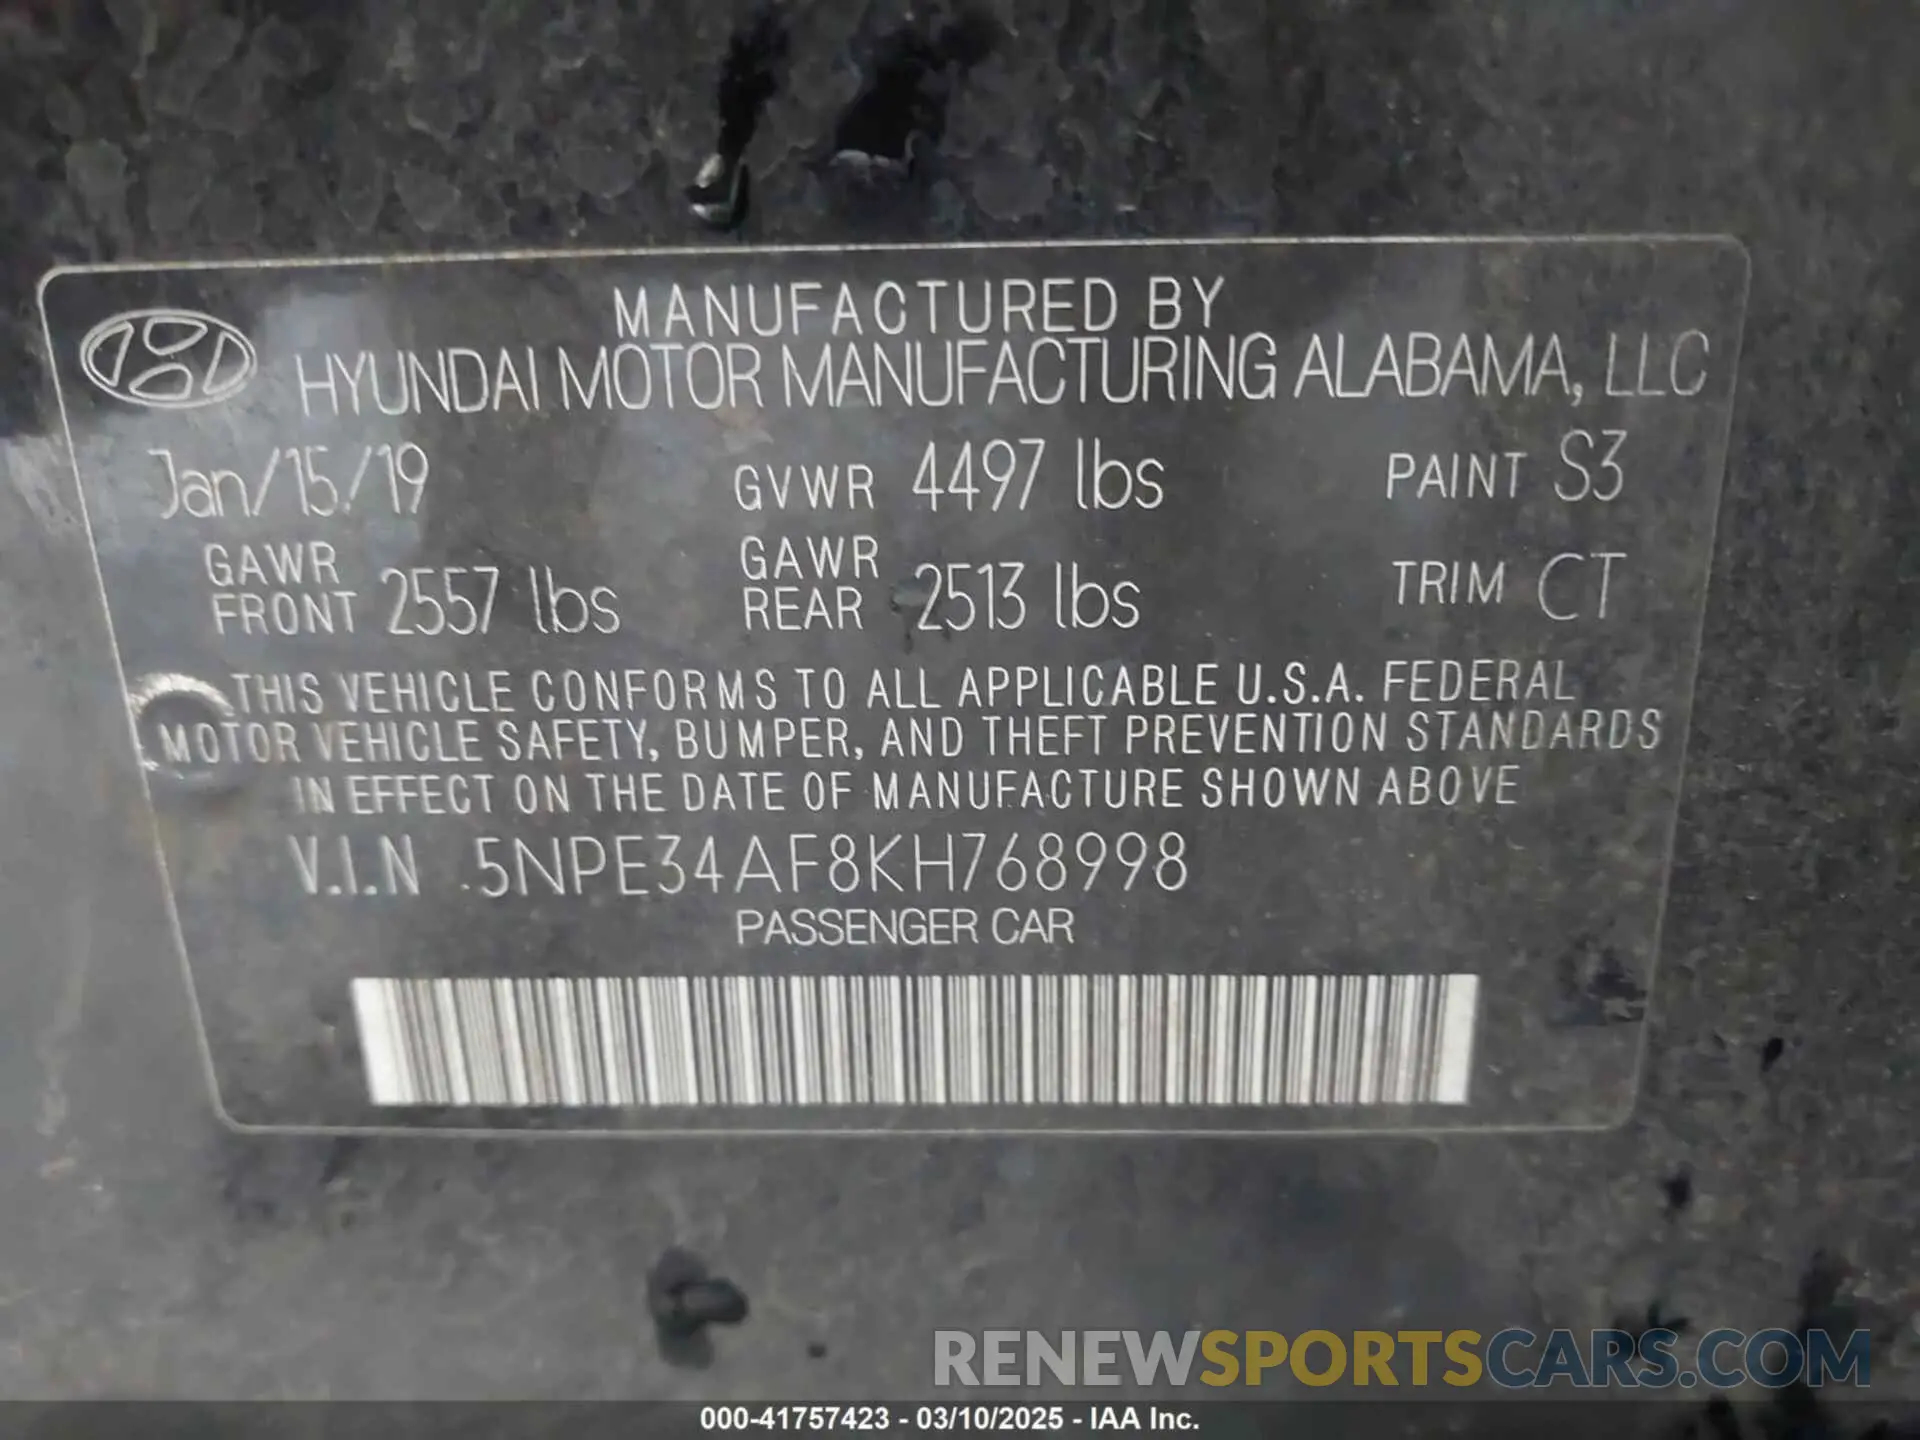 MANUFACTURED BY
HYUNDAI MOTOR MANUFACTURING ALABAMA, LLC
Jan/15/19 GVWR 4497 lbs PAINT S3
GAWR FRONT 2557 lbs GAWR REAR 2513 lbs TRIM CT
THIS VEHICLE CONFORMS TO ALL APPLICABLE U.S.A. FEDERAL
MOTOR VEHICLE SAFETY, BUMPER, AND THEFT PREVENTION STANDARDS
IN EFFECT ON THE DATE OF MANUFACTURE SHOWN ABOVE
V.I.N 5NPE34AF8KH768998
PASSENGER CAR
RENEWSPORTSCARS.COM
000-41757423 - 03/10/2025 - IAA Inc.